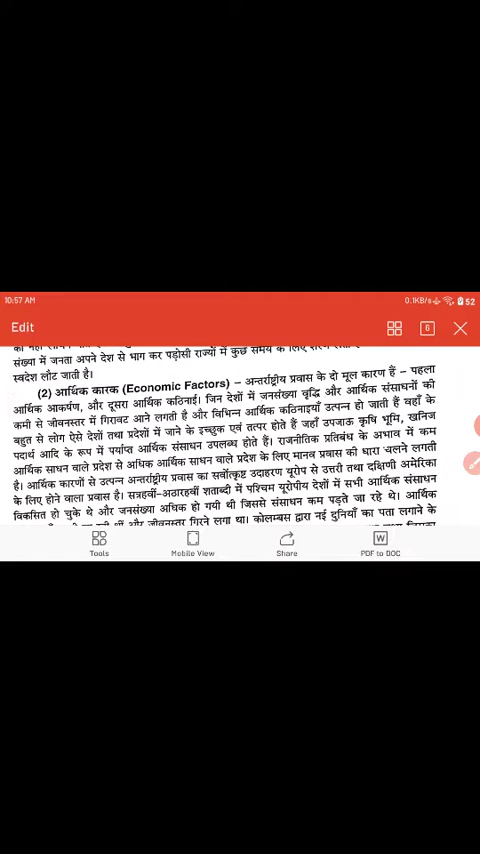 10:57 AM 0.1KB/s 52
Edit 6
संख्या में जनता अपने देश से भाग कर पड़ोसी राज्यों में कुछ समय के लिए
स्वदेश लौट जाती है।
(2) आर्थिक कारक (Economic Factors) – अन्तर्राष्ट्रीय प्रवास के दो मूल कारण हैं – पहला
आर्थिक आकर्षण, और दूसरा आर्थिक कठिनाई। जिन देशों में जनसंख्या वृद्धि और आर्थिक संसाधनों की
कमी से जीवनस्तर में गिरावट आने लगती है और विभिन्न आर्थिक कठिनाइयाँ उत्पन्न हो जाती हैं वहाँ के
बहुत से लोग ऐसे देशों तथा प्रदेशों में जाने के इच्छुक एवं तत्पर होते हैं जहाँ उपजाऊ कृषि भूमि, खनिज
पदार्थ आदि के रूप में पर्याप्त आर्थिक संसाधन उपलब्ध होते हैं। राजनीतिक प्रतिबंध के अभाव में कम
आर्थिक साधन वाले प्रदेश से अधिक आर्थिक साधन वाले प्रदेश के लिए मानव प्रवास की धारा चलने लगती
है। आर्थिक कारणों से उत्पन्न अन्तर्राष्ट्रीय प्रवास का सर्वोत्कृष्ट उदाहरण यूरोप से उत्तरी तथा दक्षिणी अमेरिका
के लिए होने वाला प्रवास है। सत्रहवीं-अठारहवीं शताब्दी में पश्चिम यूरोपीय देशों में सभी आर्थिक संसाधन
विकसित हो चुके थे और जनसंख्या अधिक हो गयी थी जिससे संसाधन कम पड़ते जा रहे थे। आर्थिक
और जीवनस्तर गिरने लगा था। कोलम्बस द्वारा नई दुनियाँ का पता लगाने के
Tools Mobile View Share PDF to DOC